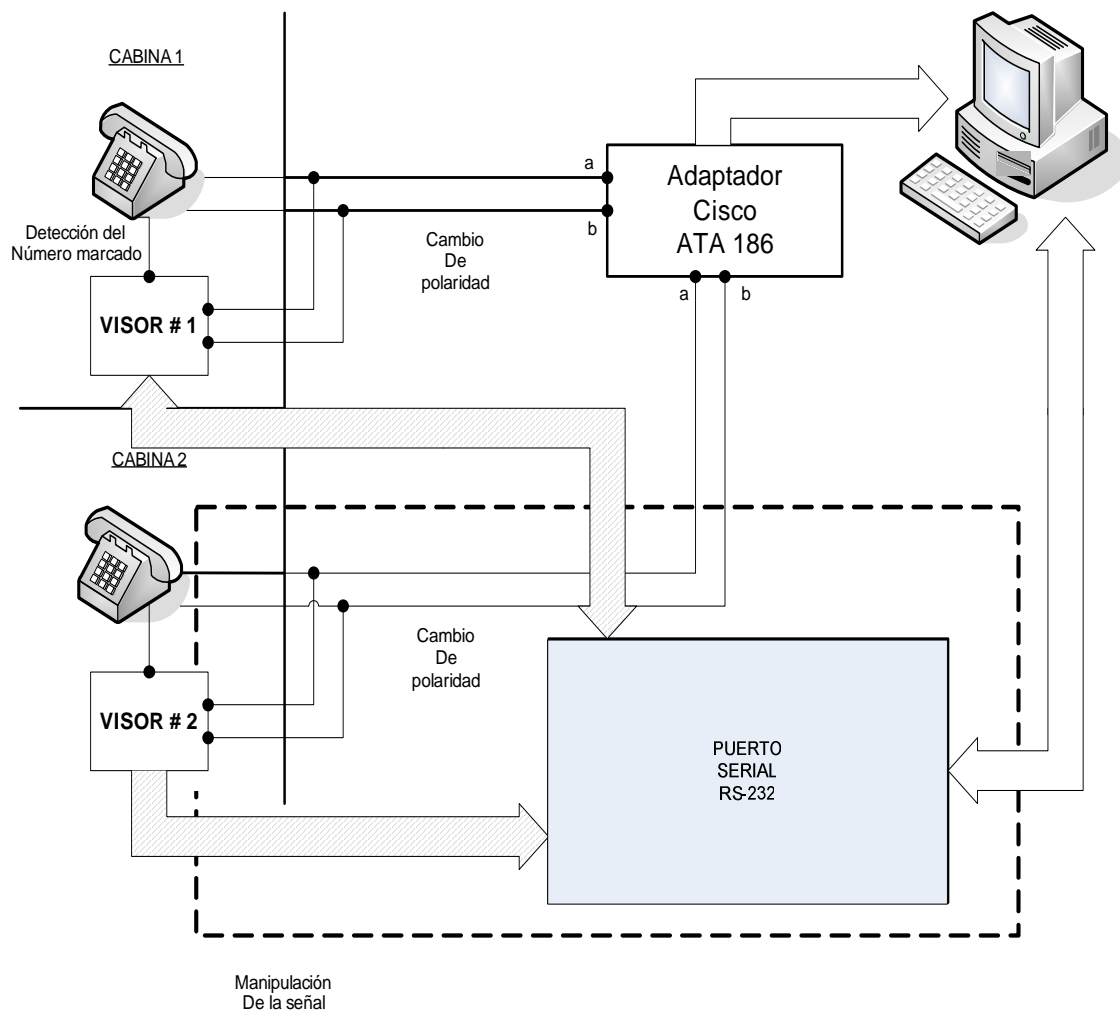 CABINA 1
a
b
Adaptador
Cisco
ATA 186
Detección del
Número marcado
Cambio
De
polaridad
a
b
VISOR # 1
CABINA 2
Cambio
De
polaridad
VISOR # 2
PUERTO
SERIAL
RS-232
Manipulación
De la señal